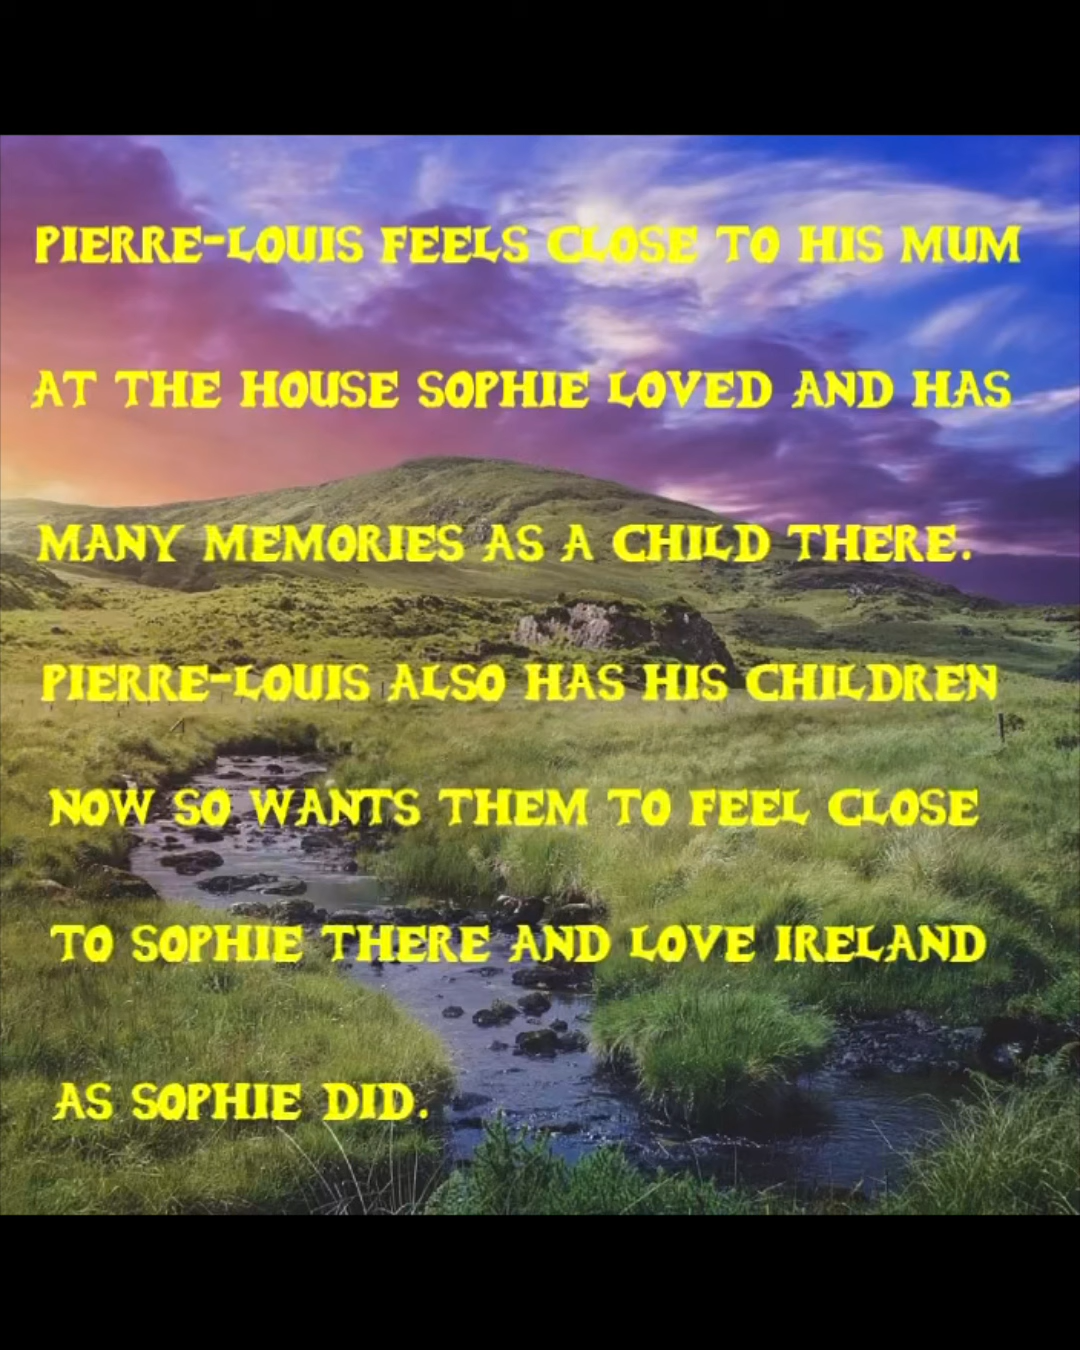 PIERRE-LOUIS FEELS CLOSE TO HIS MUM
AT THE HOUSE SOPHIE LOVED AND HAS
MANY MEMORIES AS A CHILD THERE.
PIERRE-LOUIS ALSO HAS HIS CHILDREN
NOW SO WANTS THEM TO FEEL CLOSE
TO SOPHIE THERE AND LOVE IRELAND
AS SOPHIE DID.